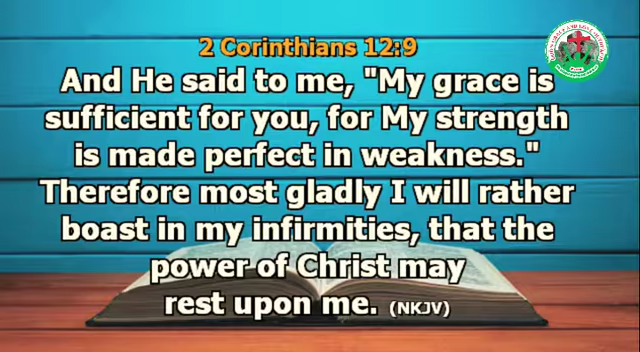 2 Corinthians 12:9
And He said to me, "My grace is
sufficient for you, for My strength
is made perfect in weakness."
Therefore most gladly I will rather
boast in my infirmities, that the
power of Christ may
rest upon me. (NKJV)